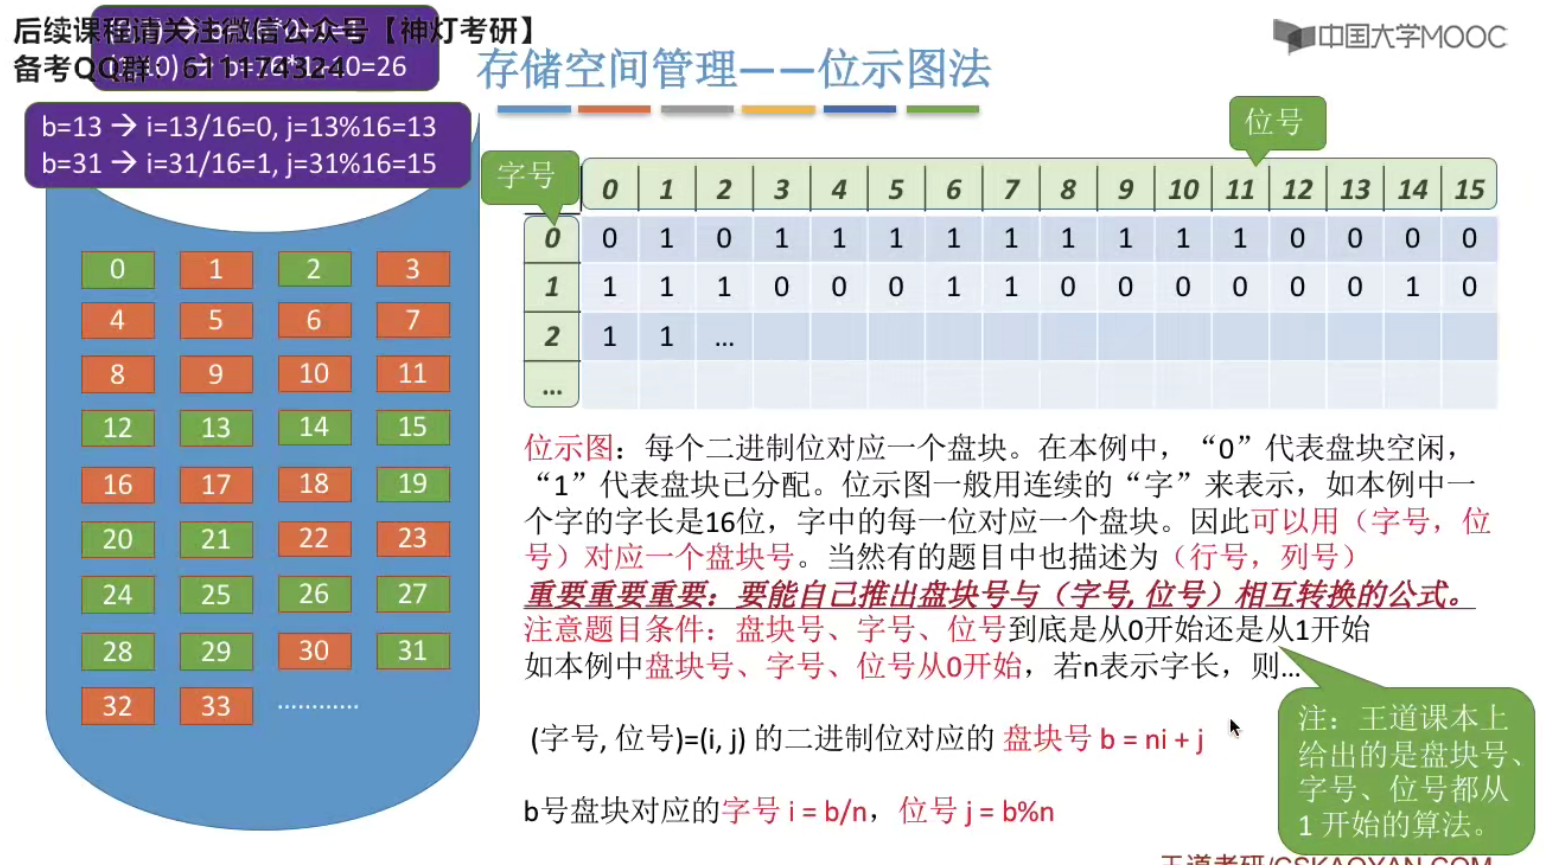 后续课程请关注微信公众号【神灯考研】
备考QQ群：611174324
中国大学MOOC
存储空间管理——位示图法
b=13 → i=13/16=0, j=13%16=13
b=31 → i=31/16=1, j=31%16=15
位号
字号
0 1 2 3 4 5 6 7 8 9 10 11 12 13 14 15
0 0 1 0 1 1 1 1 1 1 1 1 1 0 0 0 0
1 1 1 1 0 0 0 1 1 0 0 0 0 0 0 1 0
2 1 1 ...
...
0 1 2 3
4 5 6 7
8 9 10 11
12 13 14 15
16 17 18 19
20 21 22 23
24 25 26 27
28 29 30 31
32 33 …………
位示图：每个二进制位对应一个盘块。在本例中，“0”代表盘块空闲，
“1”代表盘块已分配。位示图一般用连续的“字”来表示，如本例中一
个字的字长是16位，字中的每一位对应一个盘块。因此可以用（字号，位
号）对应一个盘块号。当然有的题目中也描述为（行号，列号）
重要重要重要：要能自己推出盘块号与（字号, 位号）相互转换的公式。
注意题目条件：盘块号、字号、位号到底是从0开始还是从1开始
如本例中盘块号、字号、位号从0开始，若n表示字长，则...
(字号, 位号)=(i, j) 的二进制位对应的 盘块号 b = ni + j
b号盘块对应的字号 i = b/n，位号 j = b%n
注：王道课本上
给出的是盘块号、
字号、位号都从
1 开始的算法。
王道考研/CSKAOYAN.COM